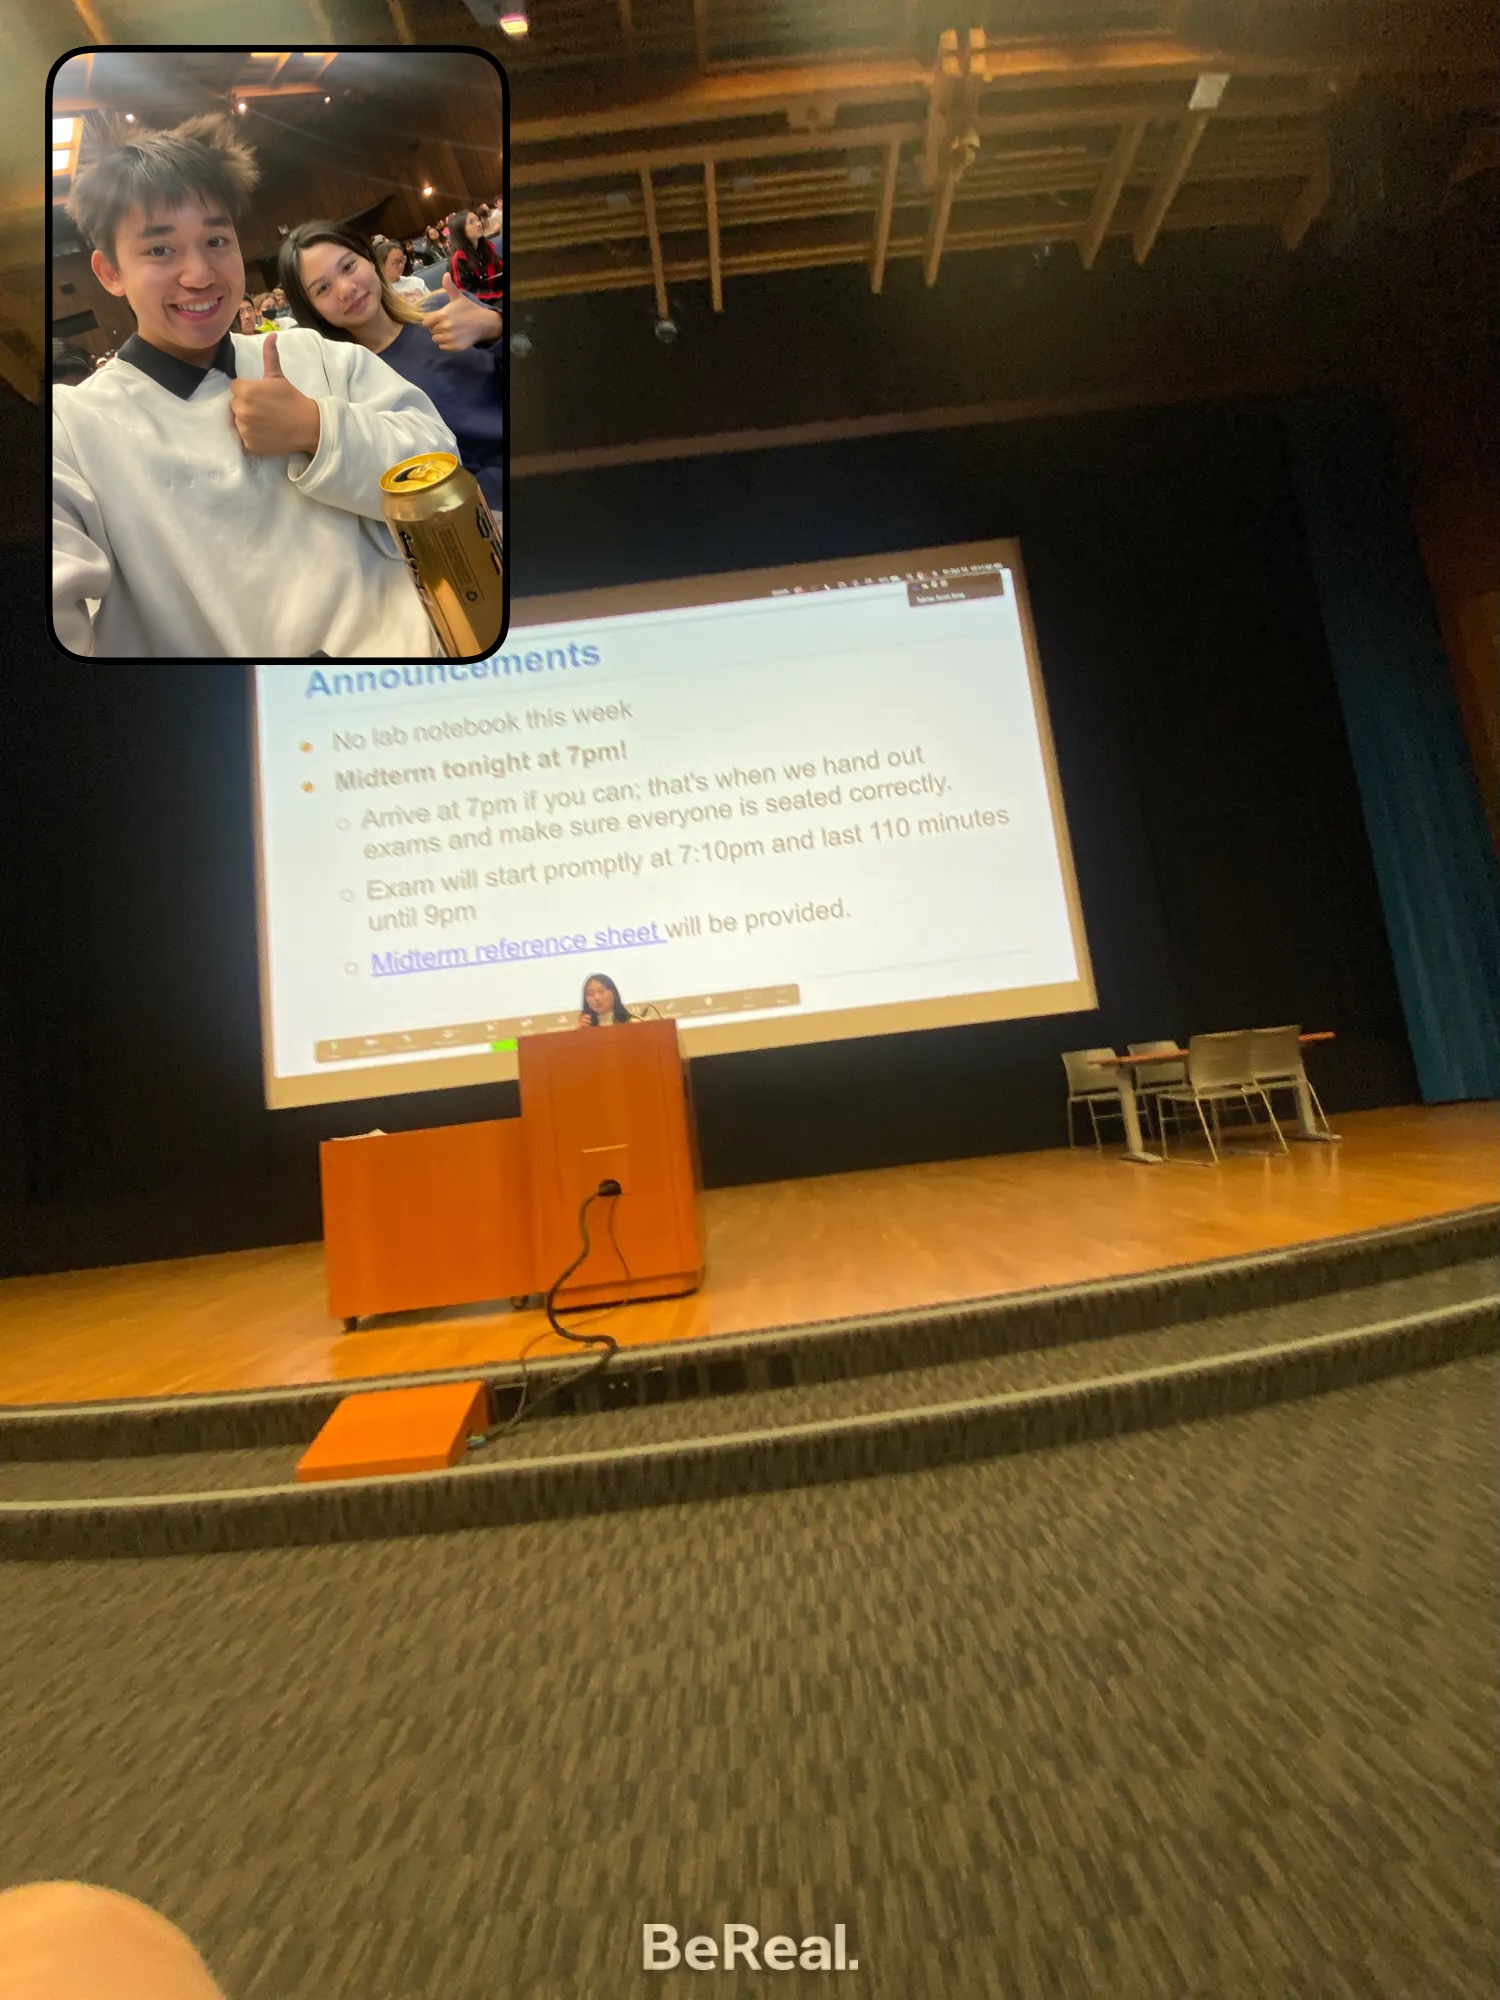 Announcements
No lab notebook this week
Midterm tonight at 7pm!
Arrive at 7pm if you can; that's when we hand out
exams and make sure everyone is seated correctly.
Exam will start promptly at 7:10pm and last 110 minutes
until 9pm
Midterm reference sheet will be provided.
BeReal.